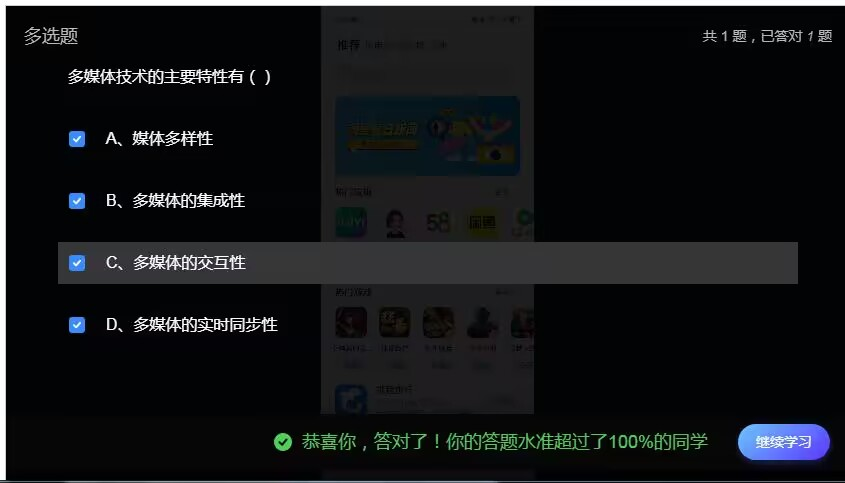 多选题
共 1 题，已答对 1 题
多媒体技术的主要特性有 ( )
A、媒体多样性
B、多媒体的集成性
C、多媒体的交互性
D、多媒体的实时同步性
推荐
58
恭喜你，答对了！你的答题水准超过了100%的同学
继续学习